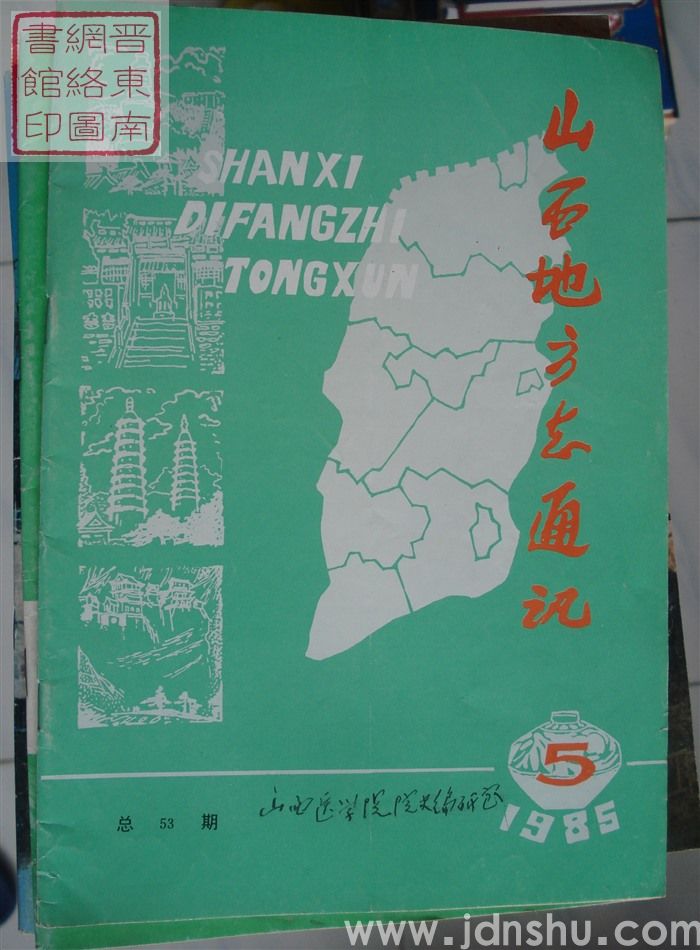 晋東南
網絡圖
書館印
SHANXI
DIFANGZHI
TONGXUN
山西地方志通讯
5
1985
总 53 期
山西医学院院史编研室
www.jdnshu.com